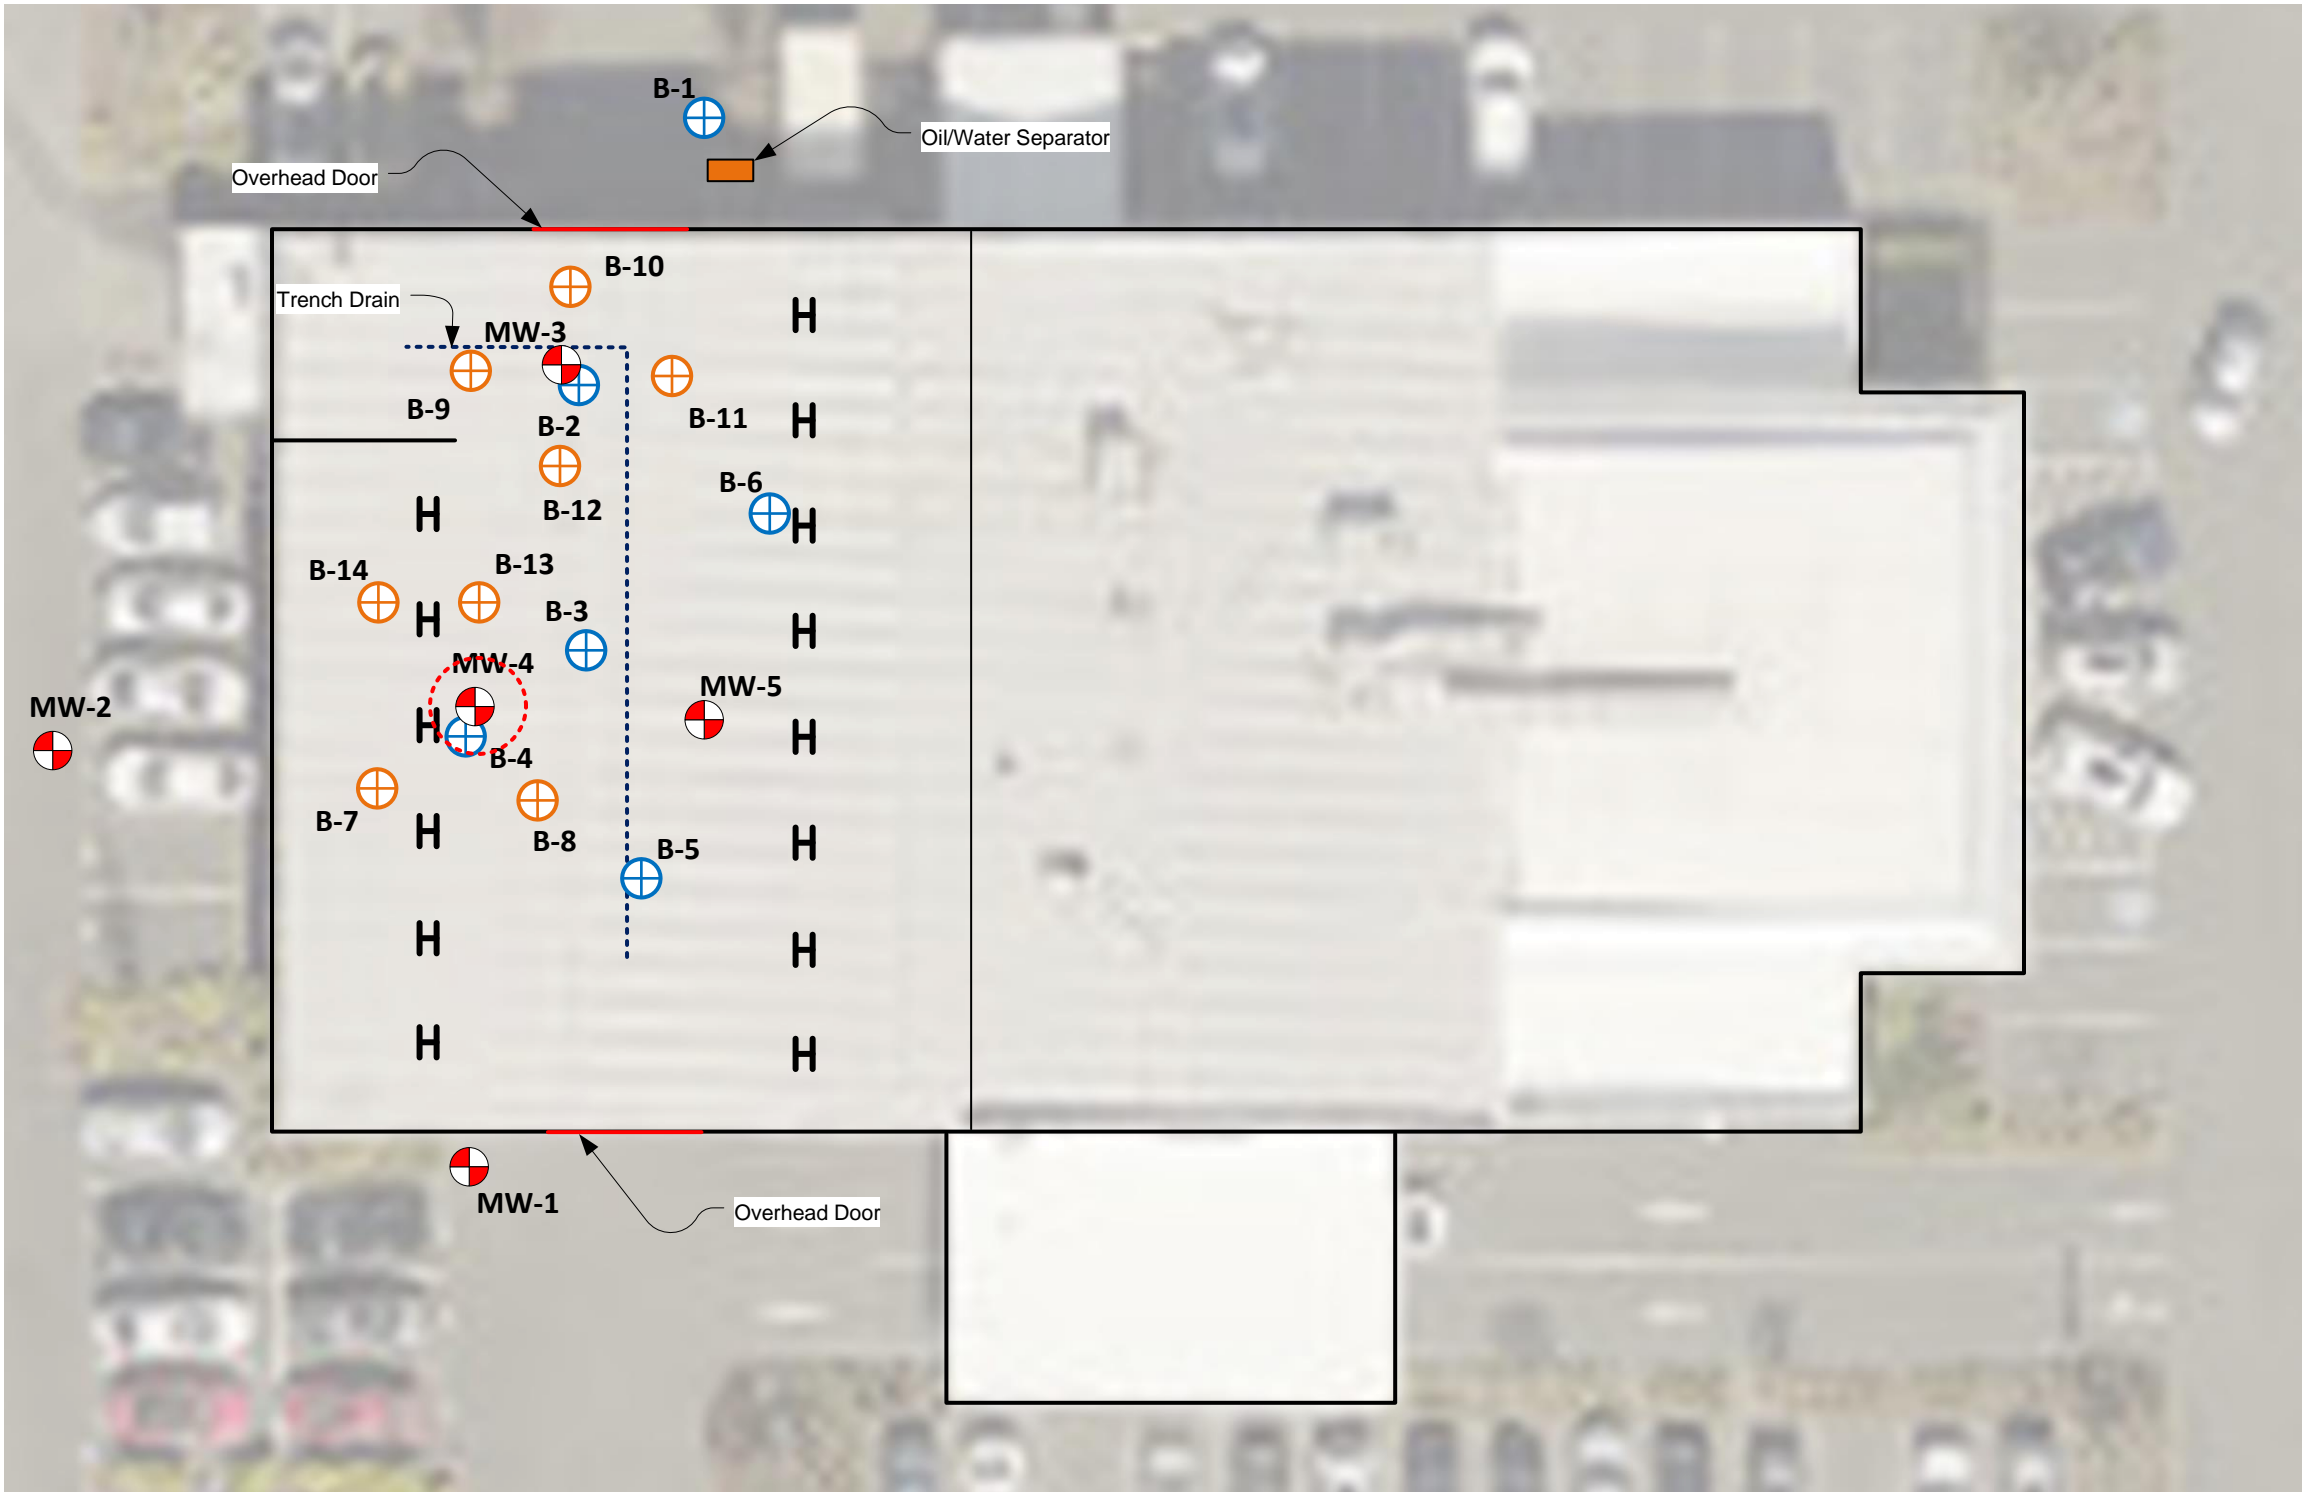 B-1
Oil/Water Separator
Overhead Door
B-10
Trench Drain
H
MW-3
B-9
B-11
H
B-2
B-6
B-12
H
H
B-14
B-13
B-3
H
H
MW-4
MW-5
MW-2
H
H
B-4
B-7
B-8
H
H
B-5
H
H
H
H
MW-1
Overhead Door